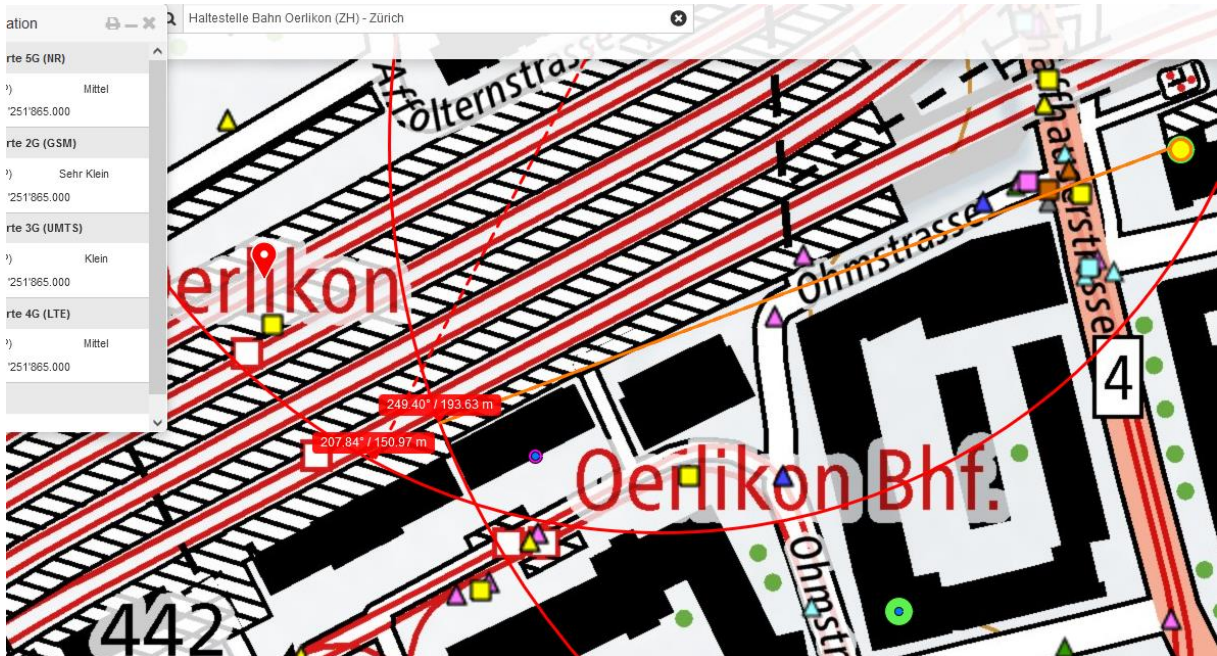 ation
Haltestelle Bahn Oerlikon (ZH) - Zürich
rte 5G (NR)
P) Mittel
'251'865.000
rte 2G (GSM)
P) Sehr Klein
'251'865.000
rte 3G (UMTS)
P) Klein
'251'865.000
rte 4G (LTE)
P) Mittel
'251'865.000
Affolternstrasse
haffhauserstrasse
Ohmstrasse
erlikon
4
249.40° / 193.63 m
207.84° / 150.97 m
Oerlikon Bhf.
Ohmstr
442